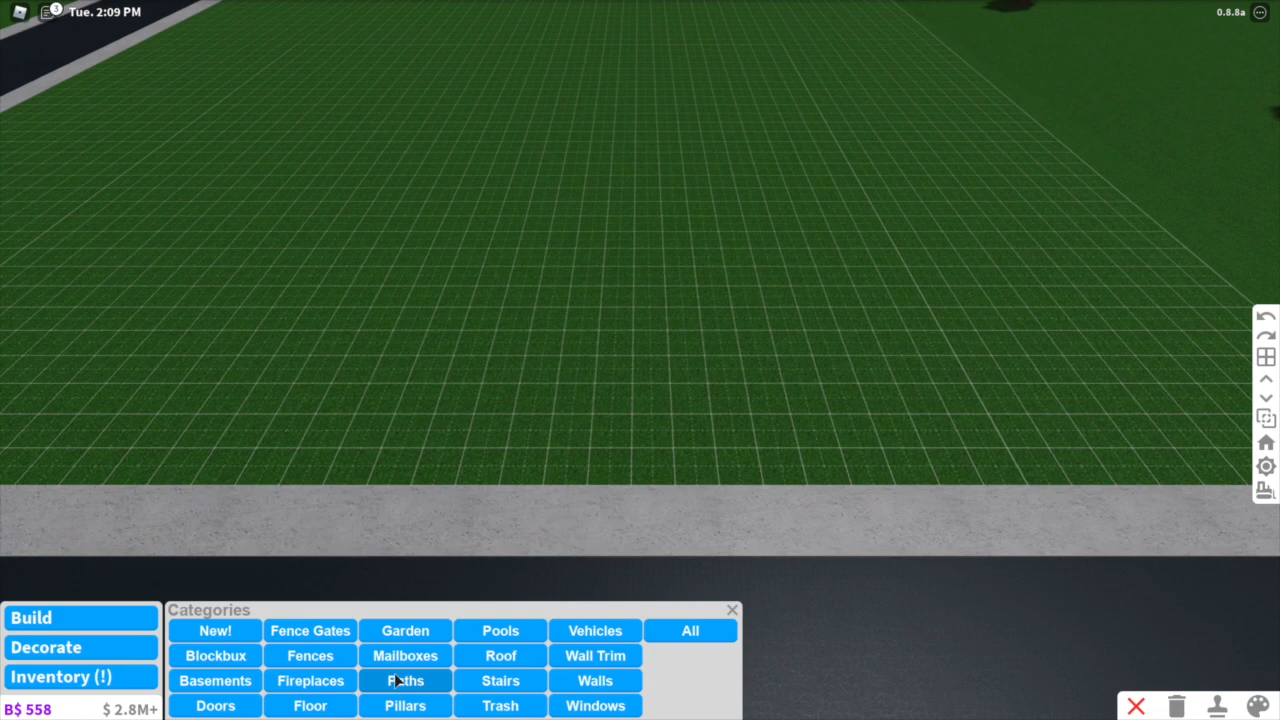 3 Tue. 2:09 PM
0.8.8a
Categories
New! Fence Gates Garden Pools Vehicles All
Build
Blockbux Fences Mailboxes Roof Wall Trim
Decorate
Basements Fireplaces Paths Stairs Walls
Inventory (!)
Doors Floor Pillars Trash Windows
B$ 558 $ 2.8M+